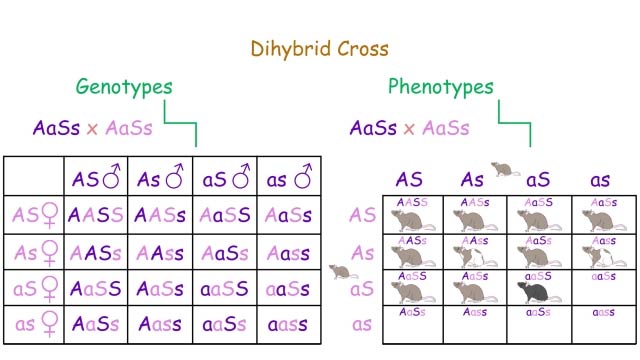 Dihybrid Cross
Genotypes
AaSs x AaSs
AS♂ As♂ aS♂ as♂
AS♀ AASS AASs AaSS AaSs
As♀ AASs AAss AaSs Aass
aS♀ AaSS AaSs aaSS aaSs
as♀ AaSs Aass aaSs aass
Phenotypes
AaSs x AaSs
AS As aS as
AS AASS AASs AaSS AaSs
As AASs AAss AaSs Aass
aS AaSS AaSs aaSS aaSs
as AaSs Aass aaSs aass